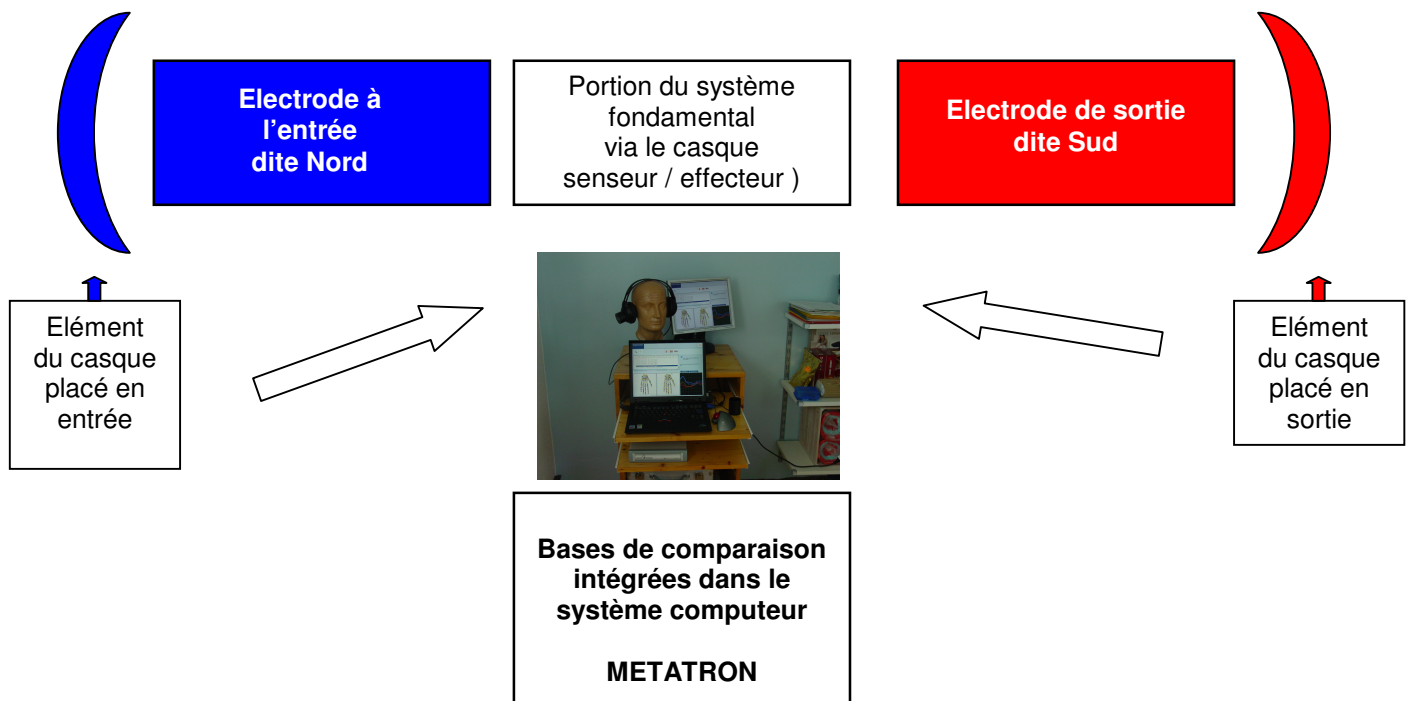 Electrode à
l'entrée
dite Nord
Portion du système
fondamental
via le casque
senseur / effecteur )
Electrode de sortie
dite Sud
Elément
du casque
placé en
entrée
Elément
du casque
placé en
sortie
Bases de comparaison
intégrées dans le
système computeur
METATRON